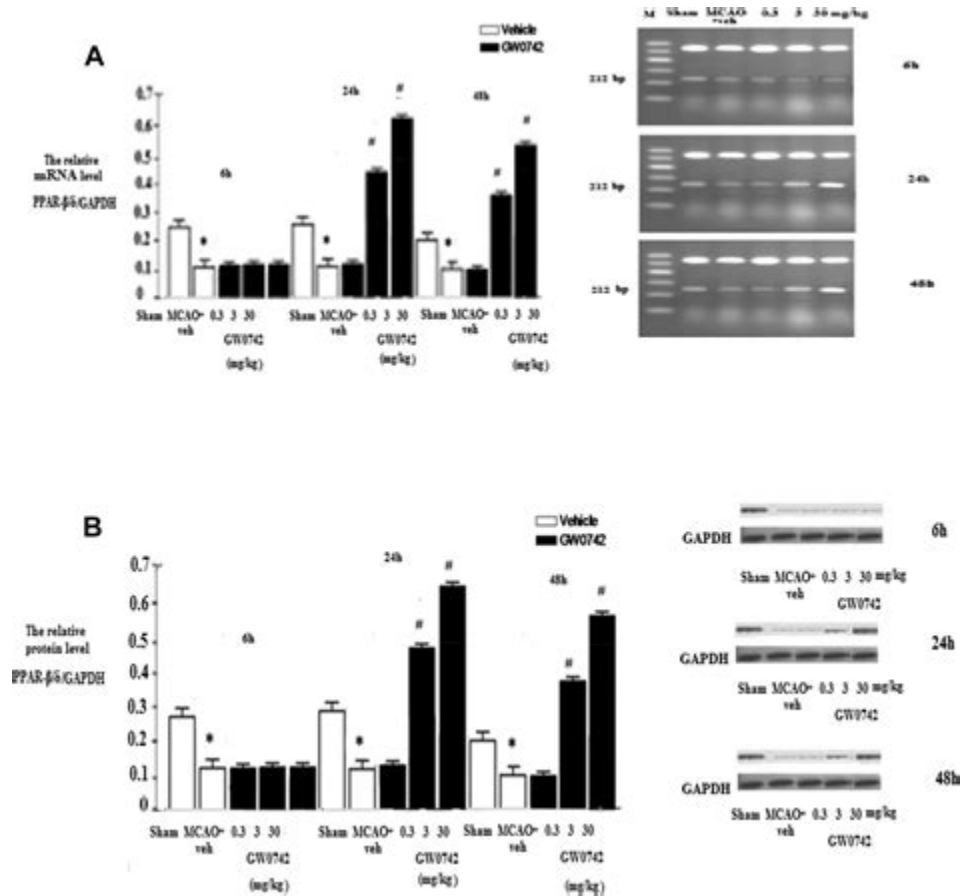 A
Vehicle
GW0742
0.7
0.6
0.5
0.4
0.3
0.2
0.1
0
The relative
mRNA level
PPAR-β/δ/GAPDH
6h
24h
48h
*
*
#
#
*
#
#
Sham MCAO+ veh 0.3 3 30
GW0742
(mg/kg)
Sham MCAO+ veh 0.3 3 30
GW0742
(mg/kg)
Sham MCAO+ veh 0.3 3 30
GW0742
(mg/kg)
M Sham MCAO +veh 0.3 3 30 mg/kg
212 bp
6h
212 bp
24h
212 bp
48h
B
Vehicle
GW0742
0.7
0.6
0.5
0.4
0.3
0.2
0.1
0
The relative
protein level
PPAR-β/δ/GAPDH
6h
24h
48h
*
*
#
#
*
#
#
Sham MCAO+ veh 0.3 3 30
GW0742
(mg/kg)
Sham MCAO+ veh 0.3 3 30
GW0742
(mg/kg)
Sham MCAO+ veh 0.3 3 30
GW0742
(mg/kg)
GAPDH
6h
Sham MCAO+ veh 0.3 3 30 mg/kg
GW0742
GAPDH
24h
Sham MCAO+ veh 0.3 3 30 mg/kg
GW0742
GAPDH
48h
Sham MCAO+ veh 0.3 3 30 mg/kg
GW0742